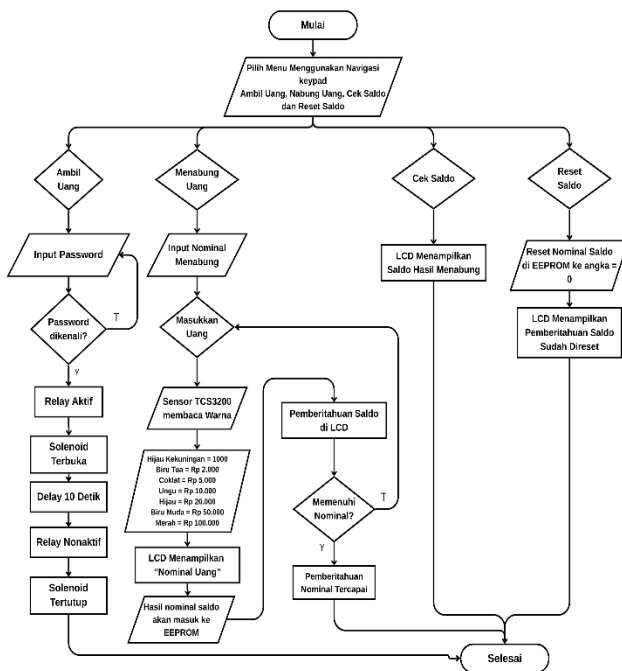 Mulai
Pilih Menu Menggunakan Navigasi
keypad
Ambil Uang, Nabung Uang, Cek Saldo
dan Reset Saldo
Ambil
Uang
Menabung
Uang
Cek Saldo
Reset
Saldo
Input Password
Input Nominal
Menabung
LCD Menampilkan
Saldo Hasil Menabung
Reset Nominal Saldo
di EEPROM ke angka =
0
Password
dikenali?
T
Y
Masukkan
Uang
LCD Menampilkan
Pemberitahuan Saldo
Sudah Direset
Relay Aktif
Solenoid
Terbuka
Delay 10 Detik
Relay Nonaktif
Solenoid
Tertutup
Sensor TCS3200
membaca Warna
Hijau Kekuningan = 1000
Biru Tua = Rp 2.000
Coklat = Rp 5.000
Ungu = Rp 10.000
Hijau = Rp 20.000
Biru Muda = Rp 50.000
Merah = Rp 100.000
LCD Menampilkan
"Nominal Uang"
Hasil nominal saldo
akan masuk ke
EEPROM
Pemberitahuan Saldo
di LCD
Memenuhi
Nominal?
T
Y
Pemberitahuan
Nominal Tercapai
Selesai